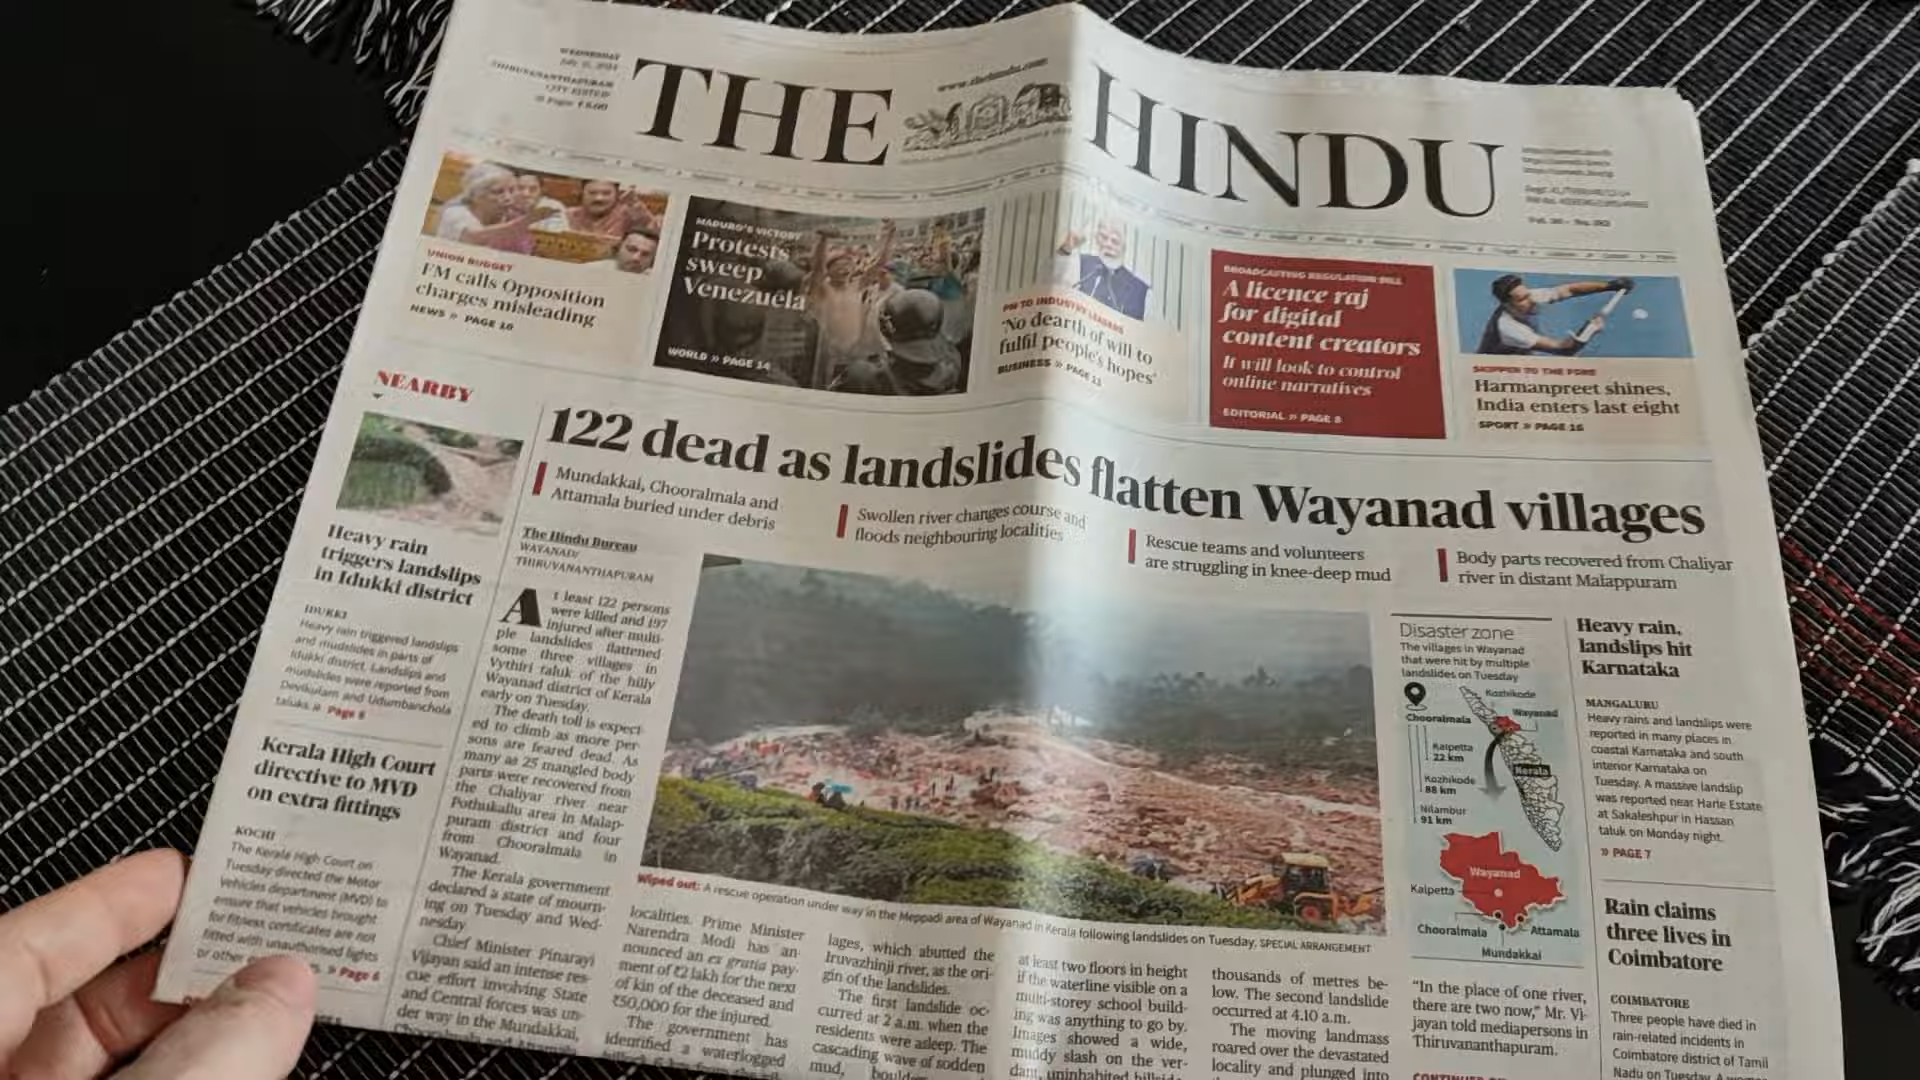 WEDNESDAY
July 31, 2024
THIRUVANANTHAPURAM
CITY EDITION
www.thehindu.com
THE HINDU
UNION BUDGET
FM calls Opposition
charges misleading
NEWS » PAGE 10
MADURO'S VICTORY
Protests
sweep
Venezuela
WORLD » PAGE 14
PM TO INDUSTRY LEADERS
'No dearth of will to
fulfil people's hopes'
BUSINESS » PAGE 11
BROADCASTING REGULATION BILL
A licence raj
for digital
content creators
It will look to control
online narratives
EDITORIAL » PAGE 8
SKIPPER TO THE FORE
Harmanpreet shines,
India enters last eight
SPORT » PAGE 16
NEARBY
Heavy rain
triggers landslips
in Idukki district
IDUKKI
Heavy rain triggered landslips
and mudslides in parts of
Idukki district. Landslips and
mudslides were reported from
Devikulam and Udumbanchola
taluks. » Page 6
Kerala High Court
directive to MVD
on extra fittings
KOCHI
The Kerala High Court on
Tuesday directed the Motor
Vehicles department (MVD) to
ensure that vehicles brought
for fitness certificates are not
fitted with unauthorised lights
or other
» Page 6
122 dead as landslides flatten Wayanad villages
Mundakkai, Chooralmala and
Attamala buried under debris
Swollen river changes course and
floods neighbouring localities
Rescue teams and volunteers
are struggling in knee-deep mud
Body parts recovered from Chaliyar
river in distant Malappuram
The Hindu Bureau
WAYANAD/
THIRUVANANTHAPURAM
At least 122 persons
were killed and 197
injured after multi-
ple landslides flattened
some three villages in
Vythiri taluk of the hilly
Wayanad district of Kerala
early on Tuesday.
The death toll is expect-
ed to climb as more per-
sons are feared dead. As
many as 25 mangled body
parts were recovered from
the Chaliyar river near
Pothukallu area in Malap-
puram district and four
from Chooralmala in
Wayanad.
The Kerala government
declared a state of mourn-
ing on Tuesday and Wed-
nesday.
Chief Minister Pinarayi
Vijayan said an intense res-
cue effort involving State
and Central forces was un-
der way in the Mundakkai,
Chooralmala and Attamala
Wiped out: A rescue operation under way in the Meppadi area of Wayanad in Kerala following landslides on Tuesday. SPECIAL ARRANGEMENT
localities. Prime Minister
Narendra Modi has an-
nounced an ex gratia pay-
ment of ₹2 lakh for the next
of kin of the deceased and
₹50,000 for the injured.
The government has
identified a waterlogged
lages, which abutted the
Iruvazhinji river, as the ori-
gin of the landslides.
The first landslide oc-
curred at 2 a.m. when the
residents were asleep. The
cascading wave of sodden
mud,
at least two floors in height
if the waterline visible on a
multi-storey school build-
ing was anything to go by.
Images showed a wide,
muddy slash on the ver-
dant, uninhabited hillside
thousands of metres be-
low. The second landslide
occurred at 4.10 a.m.
The moving landmass
roared over the devastated
locality and plunged into
Disaster zone
The villages in Wayanad
that were hit by multiple
landslides on Tuesday
Kozhikode
Wayanad
Chooralmala
Kalpetta
22 km
Kozhikode
88 km
Nilambur
91 km
Kerala
Wayanad
Kalpetta
Chooralmala
Attamala
Mundakkai
"In the place of one river,
there are two now," Mr. Vi-
jayan told mediapersons in
Thiruvananthapuram.
Heavy rain,
landslips hit
Karnataka
MANGALURU
Heavy rains and landslips were
reported in many places in
coastal Karnataka and south
interior Karnataka on
Tuesday. A massive landslip
was reported near Harle Estate
at Sakaleshpur in Hassan
taluk on Monday night.
» PAGE 7
Rain claims
three lives in
Coimbatore
COIMBATORE
Three people have died in
rain-related incidents in
Coimbatore district of Tamil
Nadu on Tuesday.